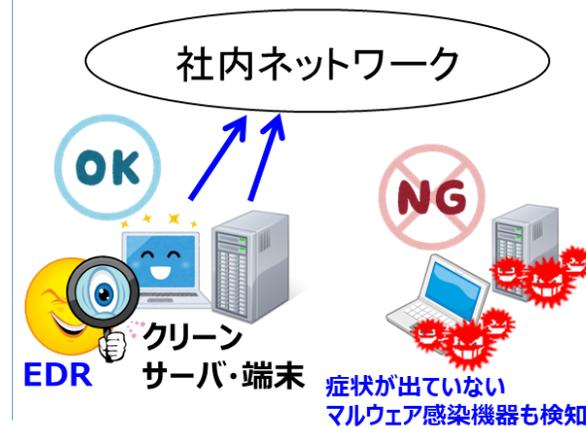 社内ネットワーク
OK
NG
EDR
クリーン
サーバ・端末
症状が出ていない
マルウェア感染機器も検知